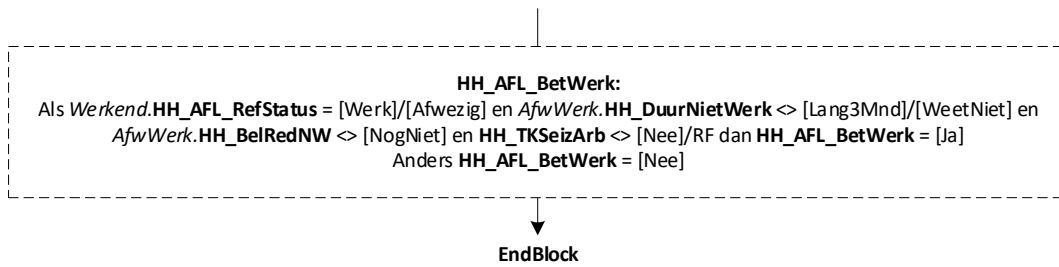 HH_AFL_BetWerk:
Als Werkend.HH_AFL_RefStatus = [Werk]/[Afwezig] en AfwWerk.HH_DuurNietWerk <> [Lang3Mnd]/[WeetNiet] en
AfwWerk.HH_BelRedNW <> [NogNiet] en HH_TKSeizArb <> [Nee]/RF dan HH_AFL_BetWerk = [Ja]
Anders HH_AFL_BetWerk = [Nee]
EndBlock